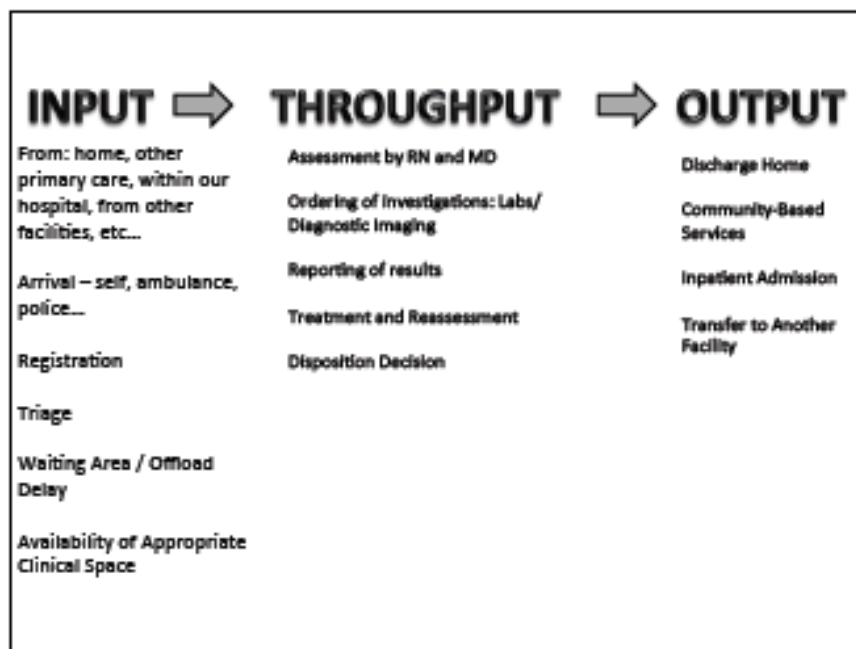 INPUT THROUGHPUT OUTPUT
From: home, other
primary care, within our
hospital, from other
facilities, etc...
Arrival – self, ambulance,
police...
Registration
Triage
Waiting Area / Offload
Delay
Availability of Appropriate
Clinical Space
Assessment by RN and MD
Ordering of Investigations: Labs/
Diagnostic Imaging
Reporting of results
Treatment and Reassessment
Disposition Decision
Discharge Home
Community-Based
Services
Inpatient Admission
Transfer to Another
Facility